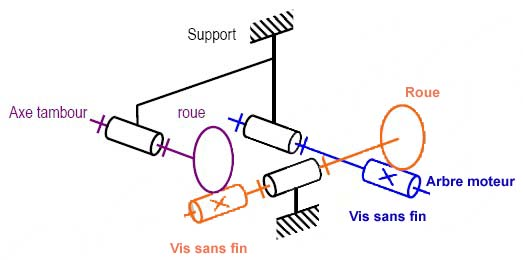 Support
Roue
Axe tambour
roue
Arbre moteur
Vis sans fin
Vis sans fin